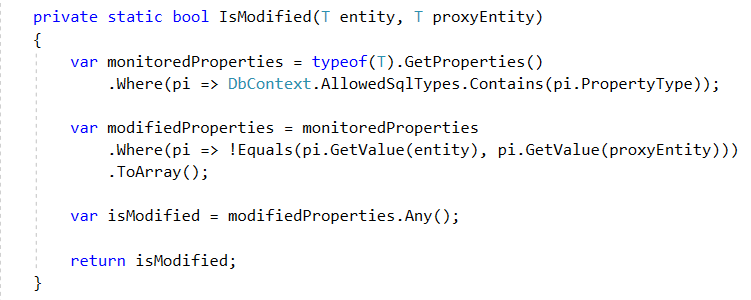 private static bool IsModified(T entity, T proxyEntity)
{
    var monitoredProperties = typeof(T).GetProperties()
        .Where(pi => DbContext.AllowedSqlTypes.Contains(pi.PropertyType));

    var modifiedProperties = monitoredProperties
        .Where(pi => !Equals(pi.GetValue(entity), pi.GetValue(proxyEntity)))
        .ToArray();

    var isModified = modifiedProperties.Any();

    return isModified;
}